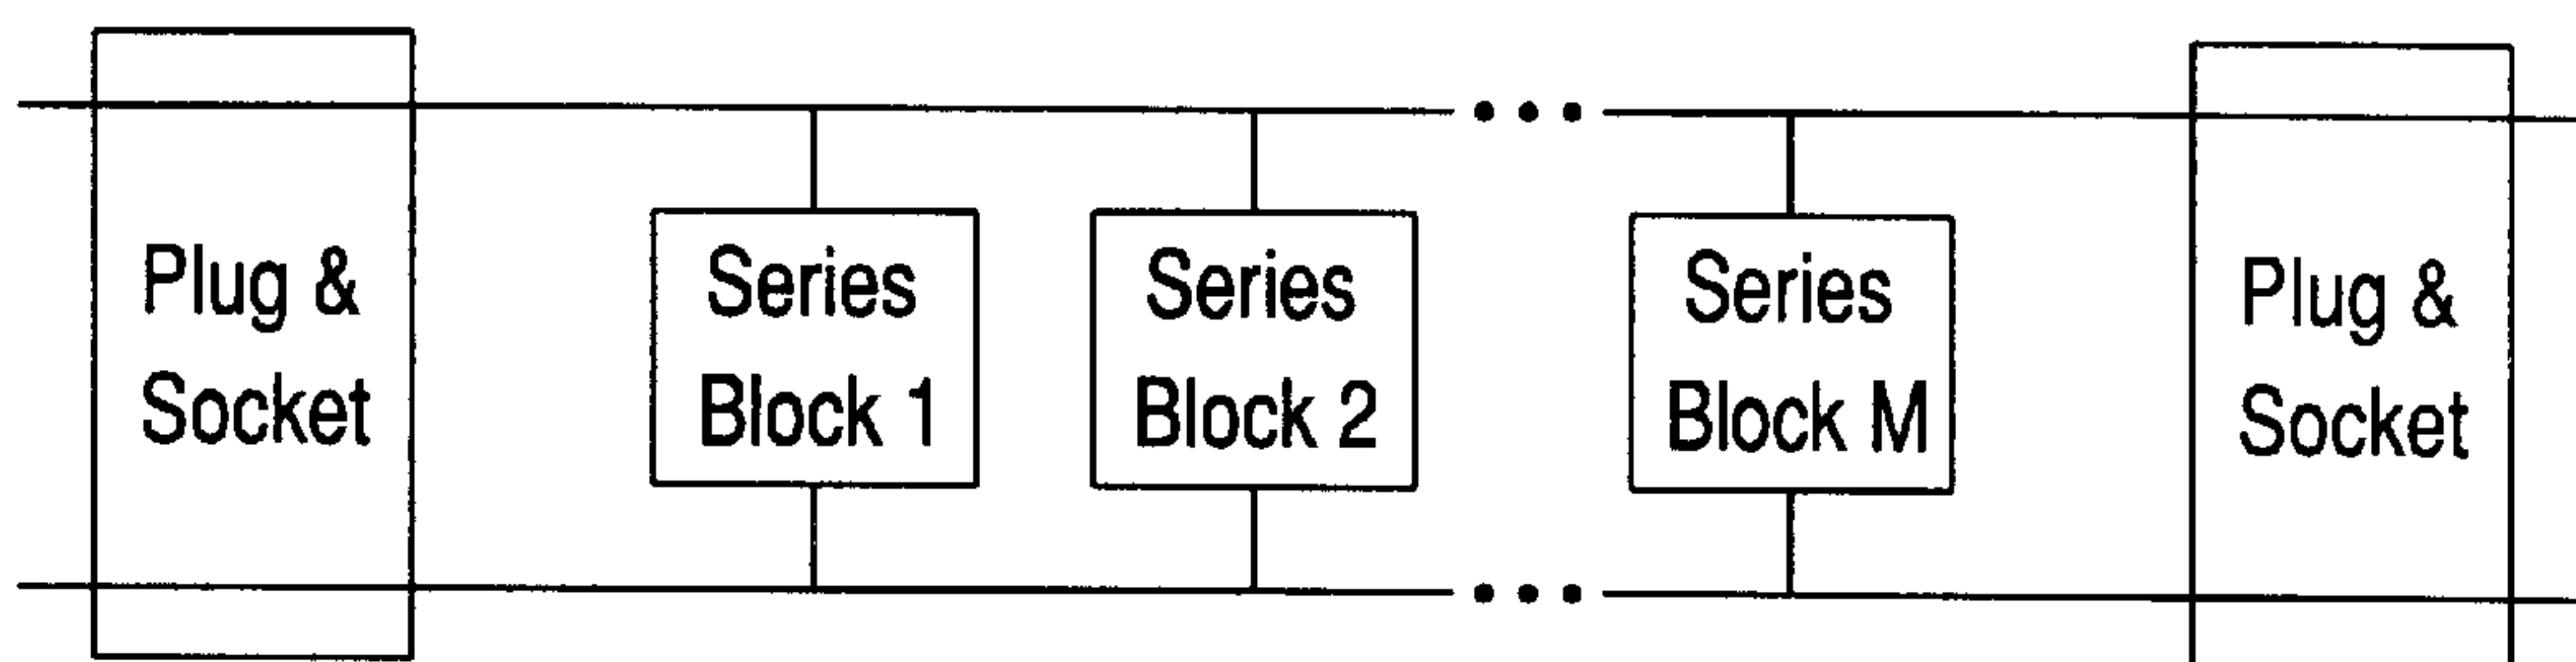 Plug &
Socket
Series
Block 1
Series
Block 2
Series
Block M
Plug &
Socket